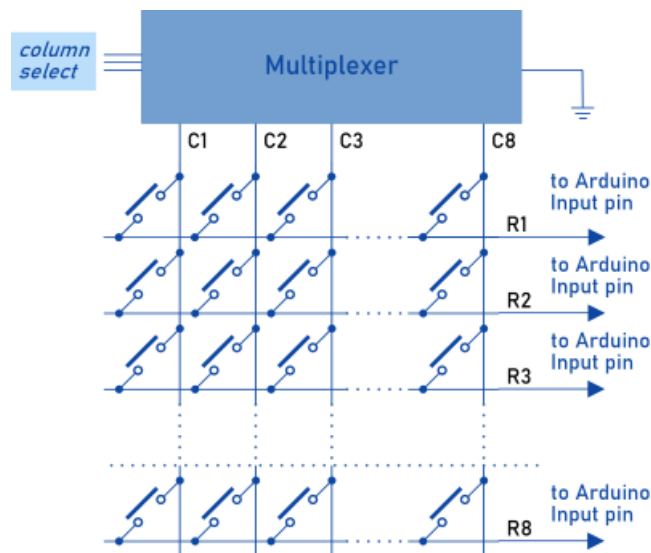 column
select
Multiplexer
C1
C2
C3
C8
to Arduino
Input pin
R1
to Arduino
Input pin
R2
to Arduino
Input pin
R3
to Arduino
Input pin
R8